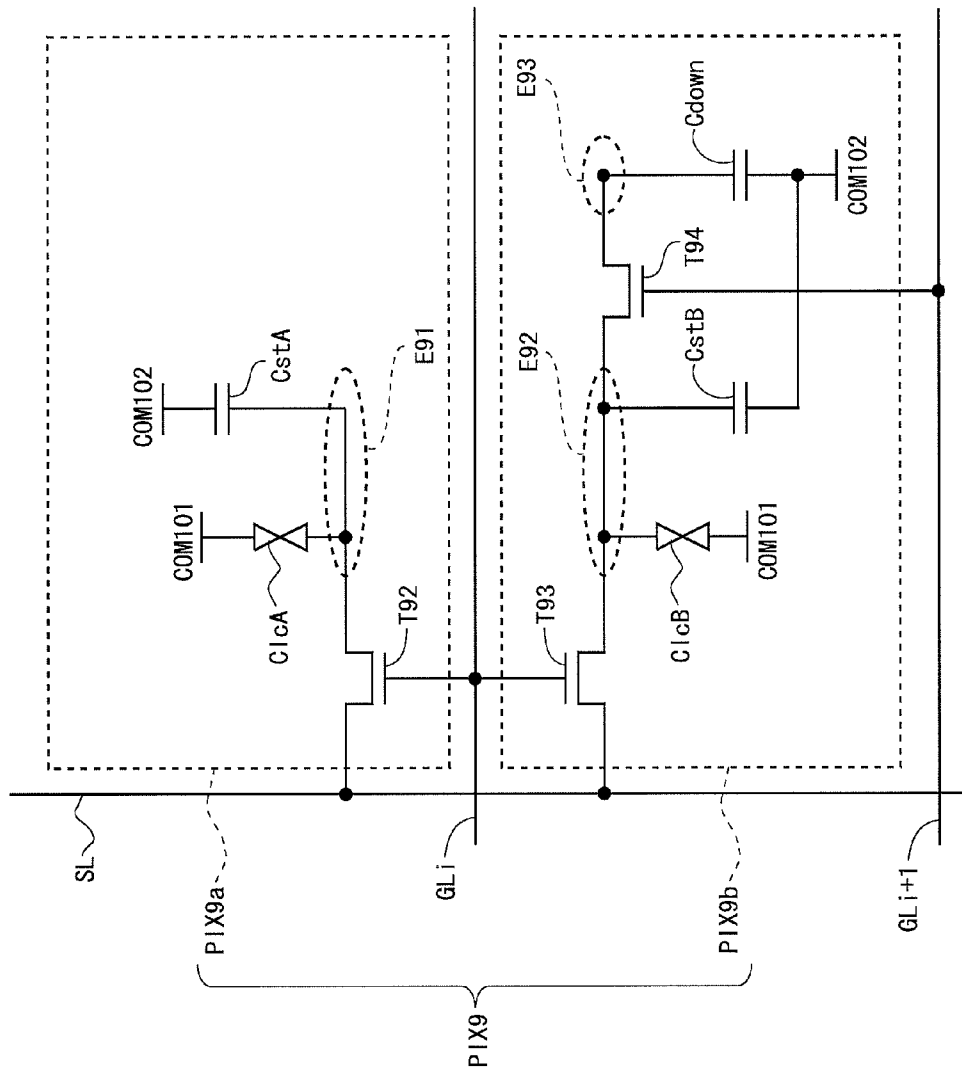 SL
PIX9a
PIX9
GLi
PIX9b
GLi+1
COM101
ClcA
T92
COM102
CstA
E91
T93
ClcB
COM101
E92
CstB
T94
E93
Cdown
COM102